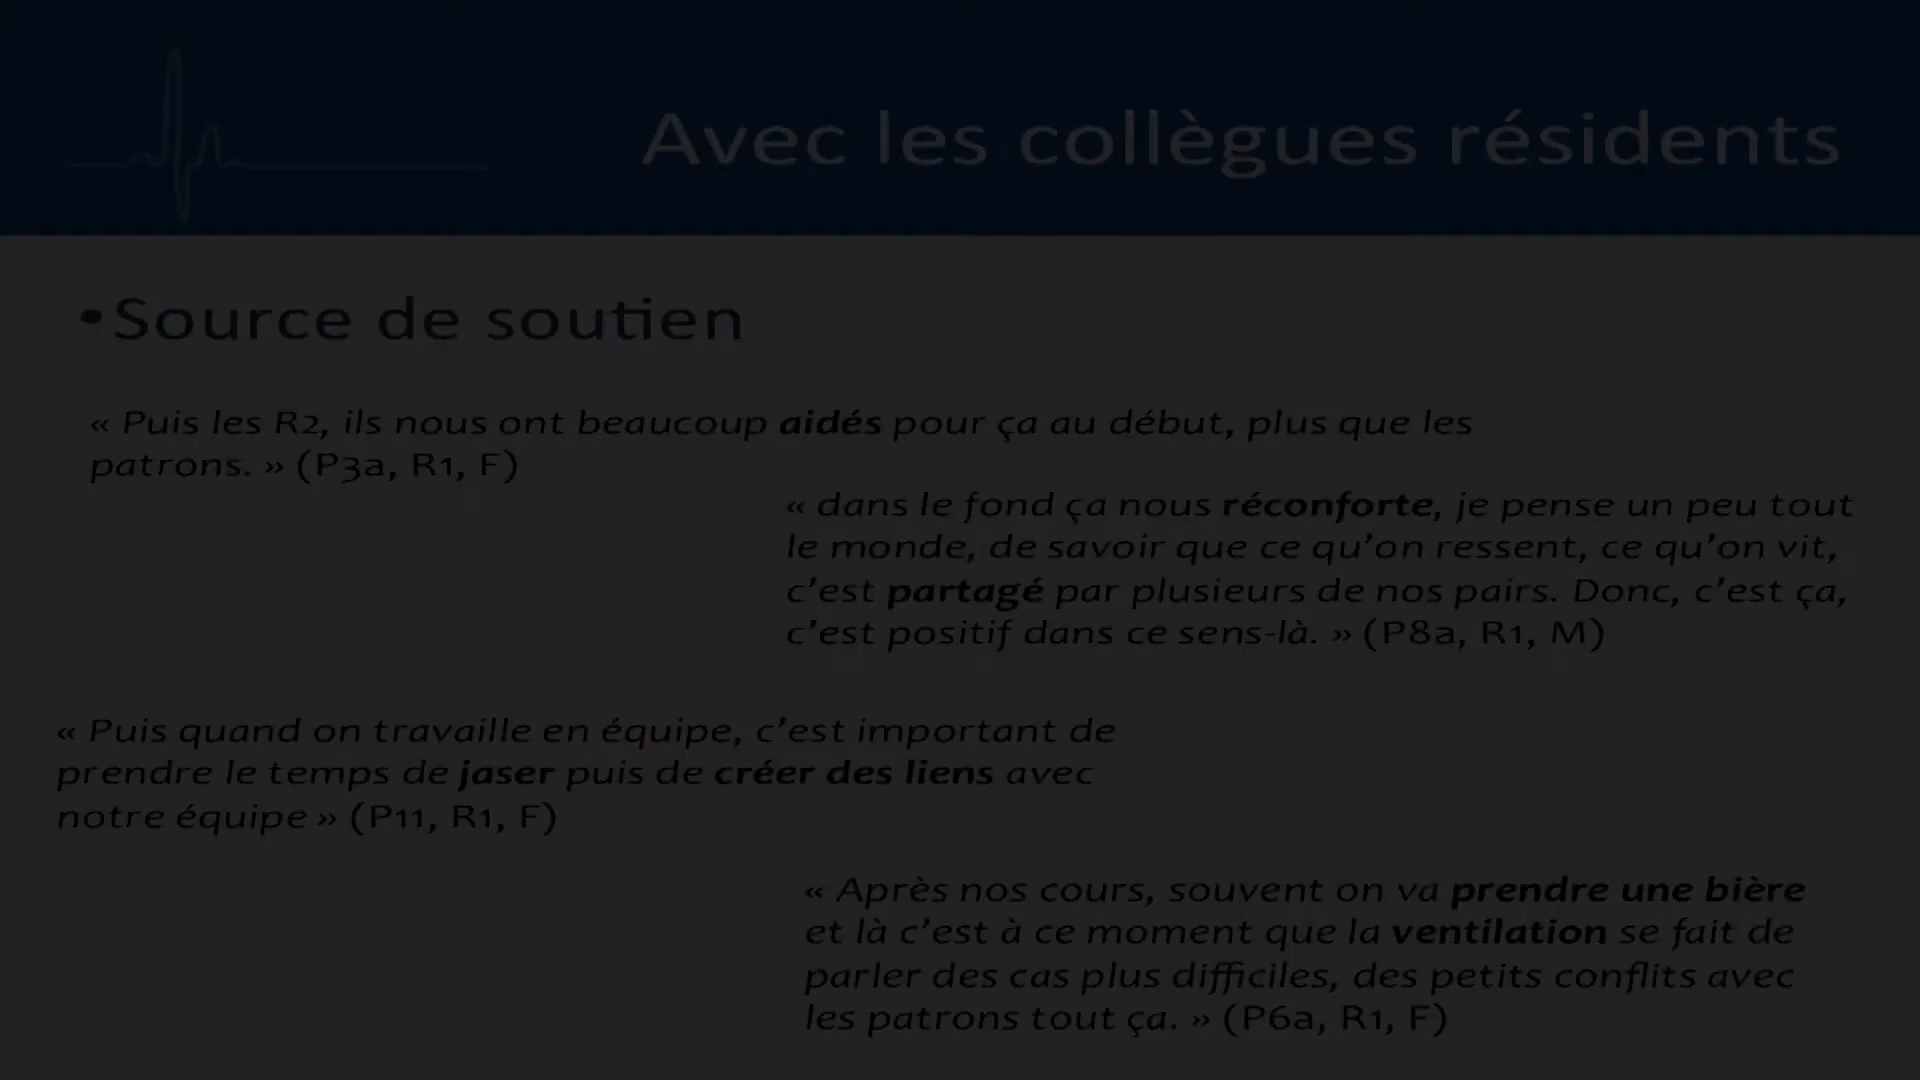 Avec les collègues résidents
•Source de soutien
« Puis les R2, ils nous ont beaucoup aidés pour ça au début, plus que les
patrons. » (P3a, R1, F)
« dans le fond ça nous réconforte, je pense un peu tout
le monde, de savoir que ce qu’on ressent, ce qu’on vit,
c’est partagé par plusieurs de nos pairs. Donc, c’est ça,
c’est positif dans ce sens-là. » (P8a, R1, M)
« Puis quand on travaille en équipe, c’est important de
prendre le temps de jaser puis de créer des liens avec
notre équipe » (P11, R1, F)
« Après nos cours, souvent on va prendre une bière
et là c’est à ce moment que la ventilation se fait de
parler des cas plus difficiles, des petits conflits avec
les patrons tout ça. » (P6a, R1, F)